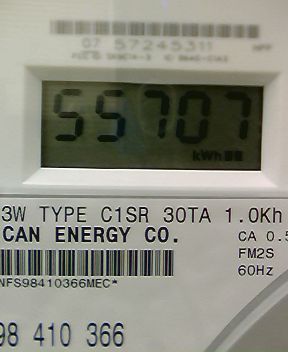 07 57245311
55707
kWh
3W TYPE C1SR 30TA 1.0Kh
CAN ENERGY CO.
CA 0.5
FM2S
60Hz
NFS98410366MEC*
98 410 366